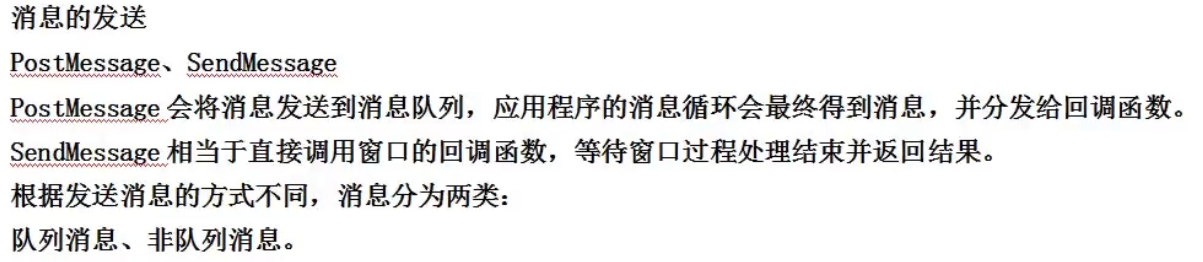 消息的发送
PostMessage、SendMessage
PostMessage 会将消息发送到消息队列，应用程序的消息循环会最终得到消息，并分发给回调函数。
SendMessage 相当于直接调用窗口的回调函数，等待窗口过程处理结束并返回结果。
根据发送消息的方式不同，消息分为两类：
队列消息、非队列消息。